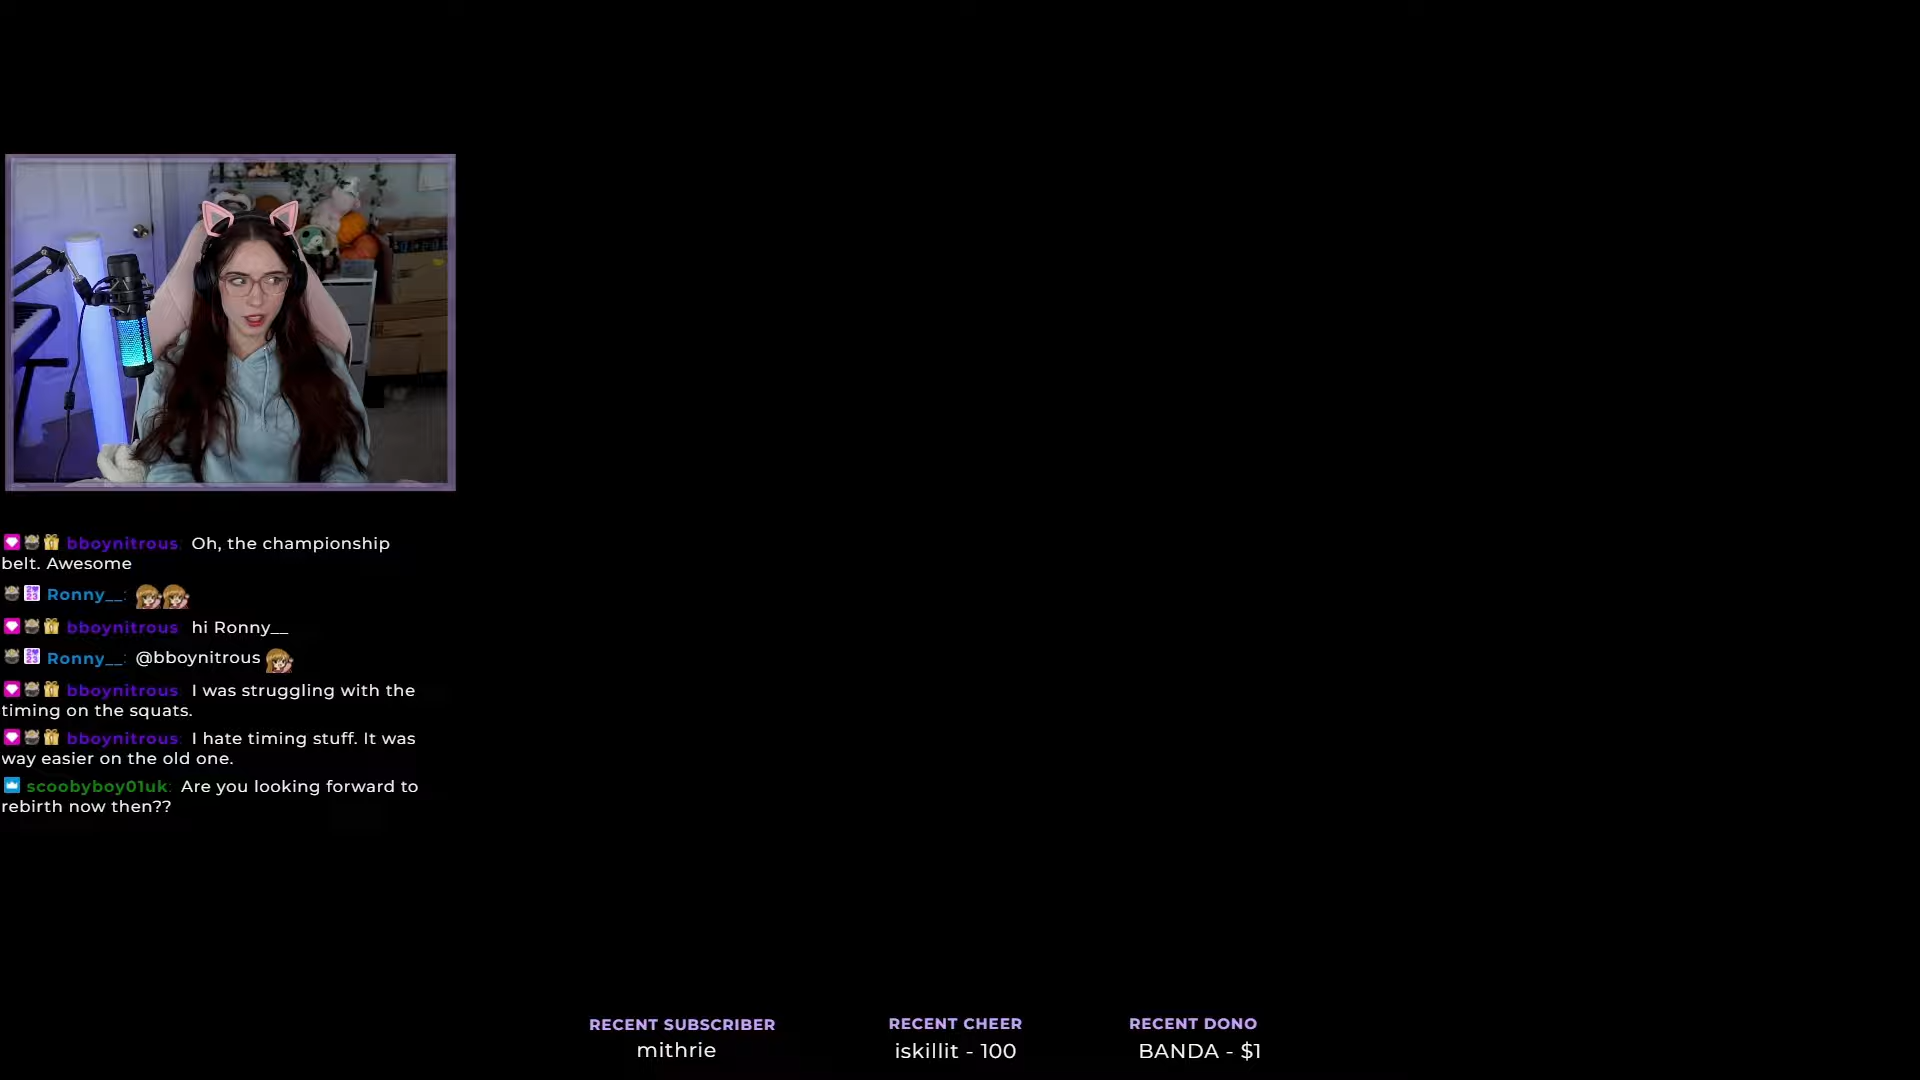 bboynitrous: Oh, the championship
belt. Awesome
Ronny__:
bboynitrous: hi Ronny__
Ronny__: @bboynitrous
bboynitrous: I was struggling with the
timing on the squats.
bboynitrous: I hate timing stuff. It was
way easier on the old one.
scoobyboy01uk: Are you looking forward to
rebirth now then??
RECENT SUBSCRIBER
mithrie
RECENT CHEER
iskillit - 100
RECENT DONO
BANDA - $1